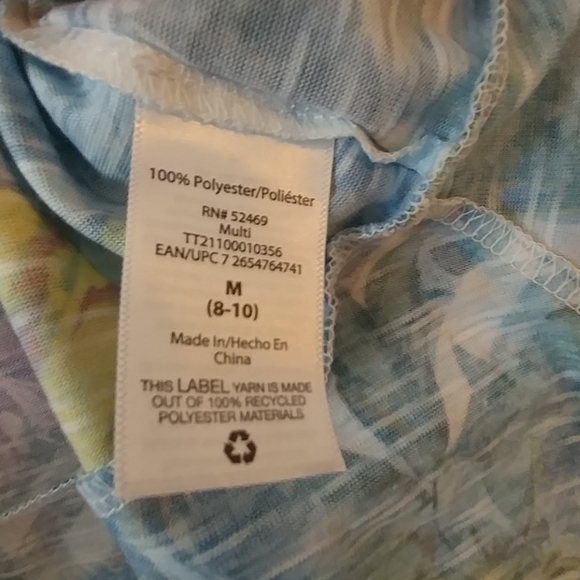 100% Polyester/Poliéster
RN# 52469
Multi
TT21100010356
EAN/UPC 7 2654764741
M
(8-10)
Made In/Hecho En
China
THIS LABEL YARN IS MADE
OUT OF 100% RECYCLED
POLYESTER MATERIALS